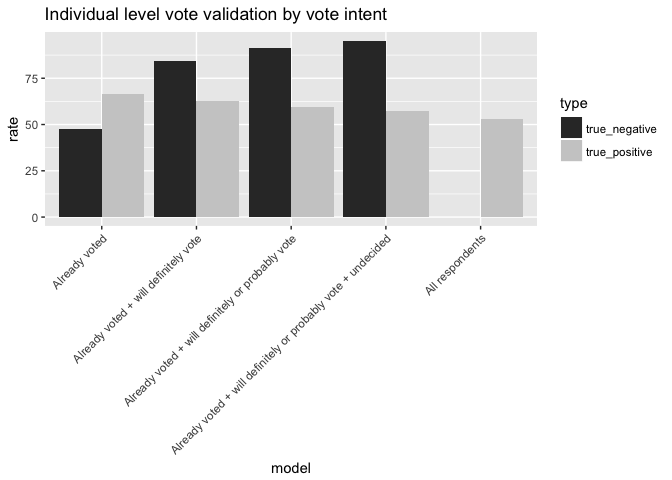 Individual level vote validation by vote intent
rate
75
50
25
0
Already voted
Already voted + will definitely vote
Already voted + will definitely or probably vote
Already voted + will definitely or probably vote + undecided
All respondents
model
type
true_negative
true_positive